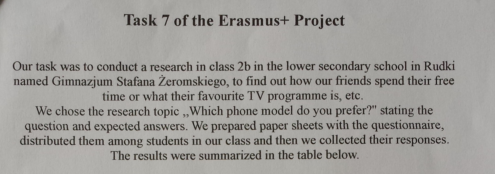 Task 7 of the Erasmus+ Project
Our task was to conduct a research in class 2b in the lower secondary school in Rudki
named Gimnazjum Stafana Żeromskiego, to find out how our friends spend their free
time or what their favourite TV programme is, etc.
We chose the research topic ,,Which phone model do you prefer?" stating the
question and expected answers. We prepared paper sheets with the questionnaire,
distributed them among students in our class and then we collected their responses.
The results were summarized in the table below.